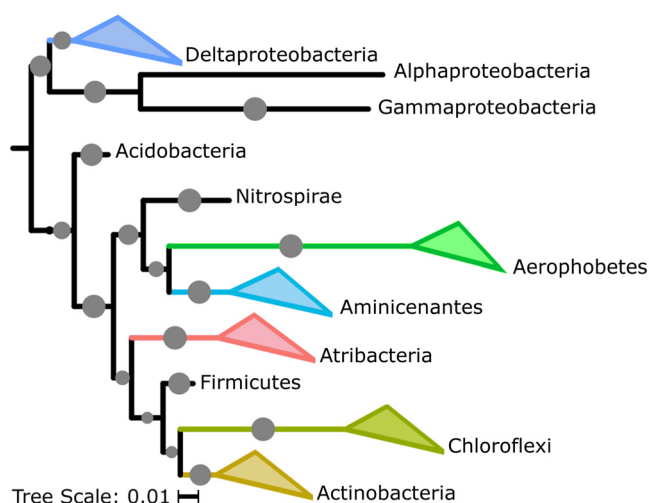 Deltaproteobacteria
Alphaproteobacteria
Gammaproteobacteria
Acidobacteria
Nitrospirae
Aerophobetes
Aminicenantes
Atribacteria
Firmicutes
Chloroflexi
Actinobacteria
Tree Scale: 0.01